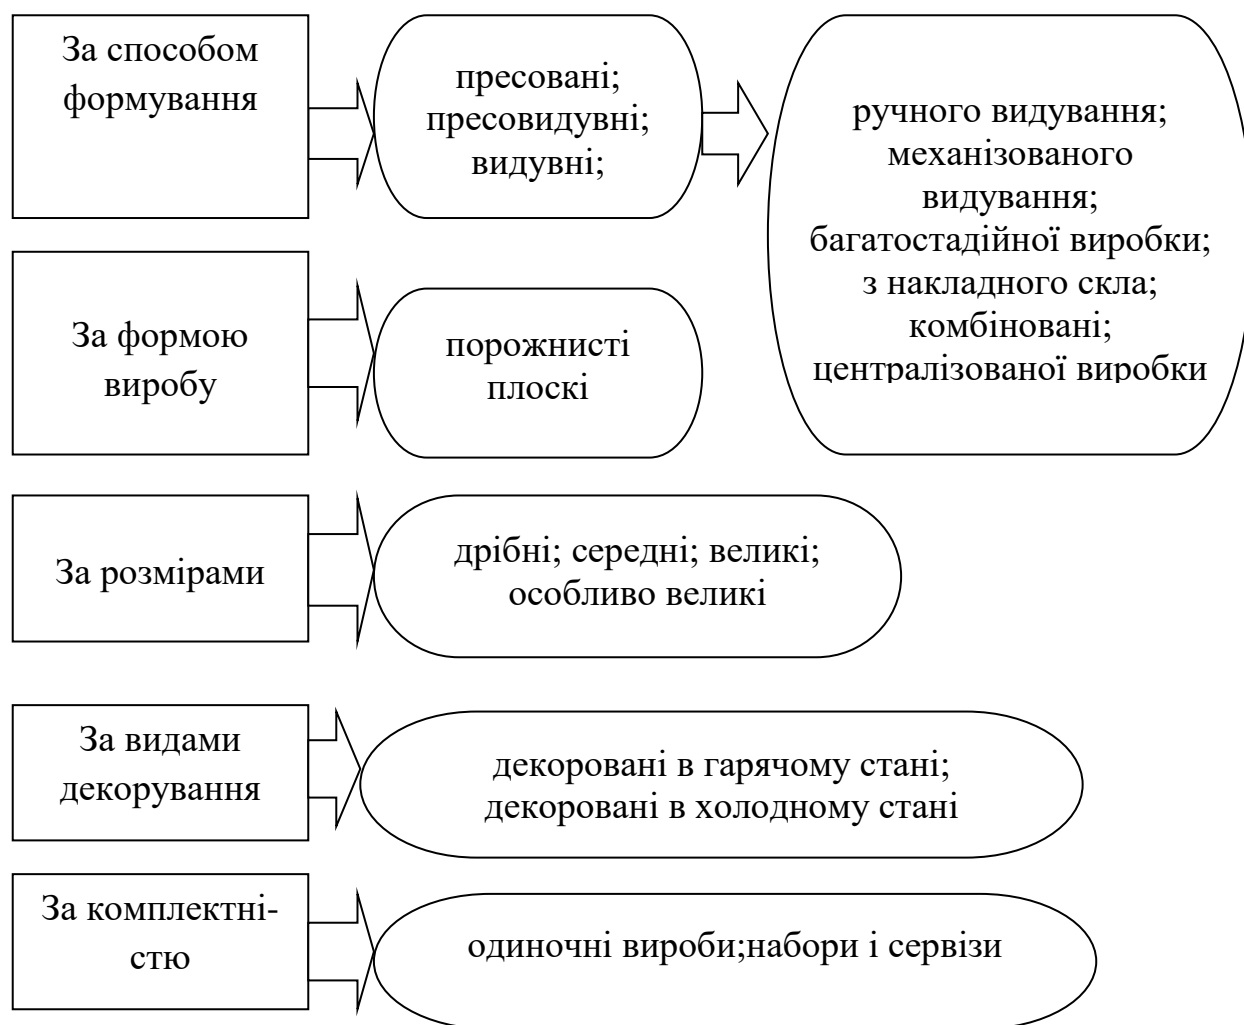 За способом
формування
пресовані;
пресовидувні;
видувні;
ручного видування;
механізованого
видування;
багатостадійної виробки;
з накладного скла;
комбіновані;
централізованої виробки
За формою
виробу
порожнисті
плоскі
За розмірами
дрібні; середні; великі;
особливо великі
За видами
декорування
декоровані в гарячому стані;
декоровані в холодному стані
За комплектні-
стю
одиночні вироби;набори і сервізи